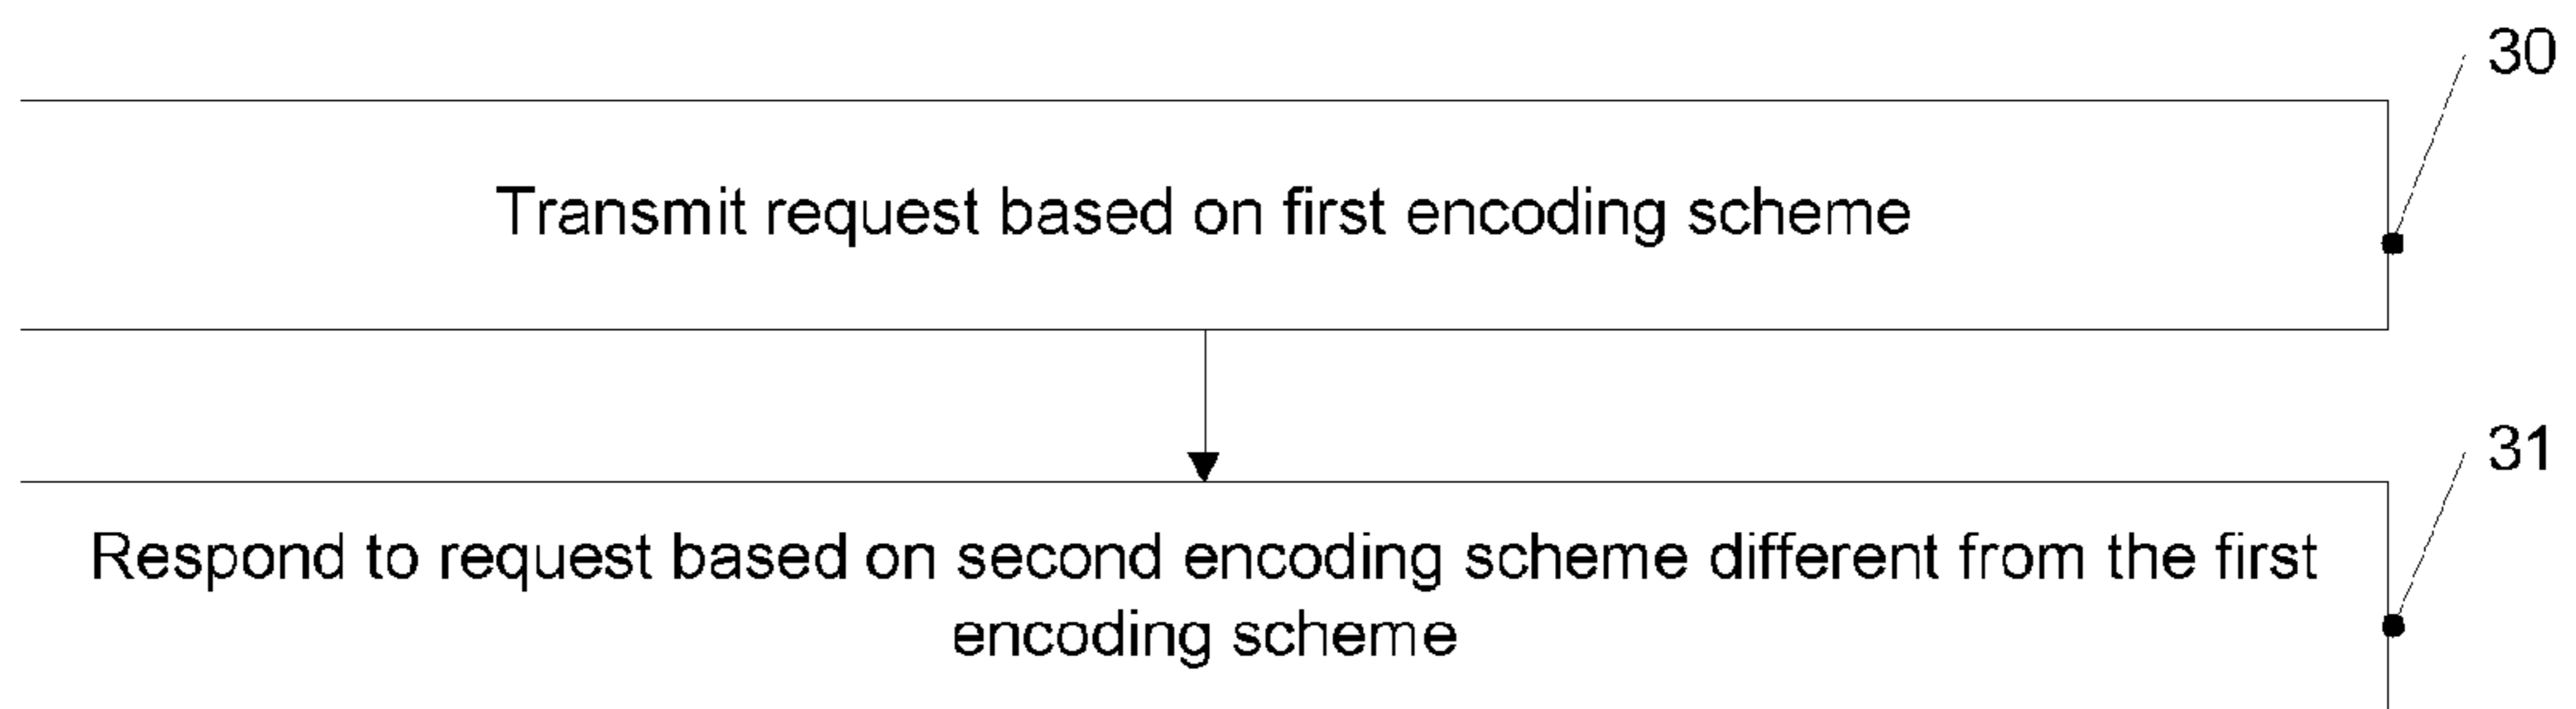 30
Transmit request based on first encoding scheme
31
Respond to request based on second encoding scheme different from the first
encoding scheme